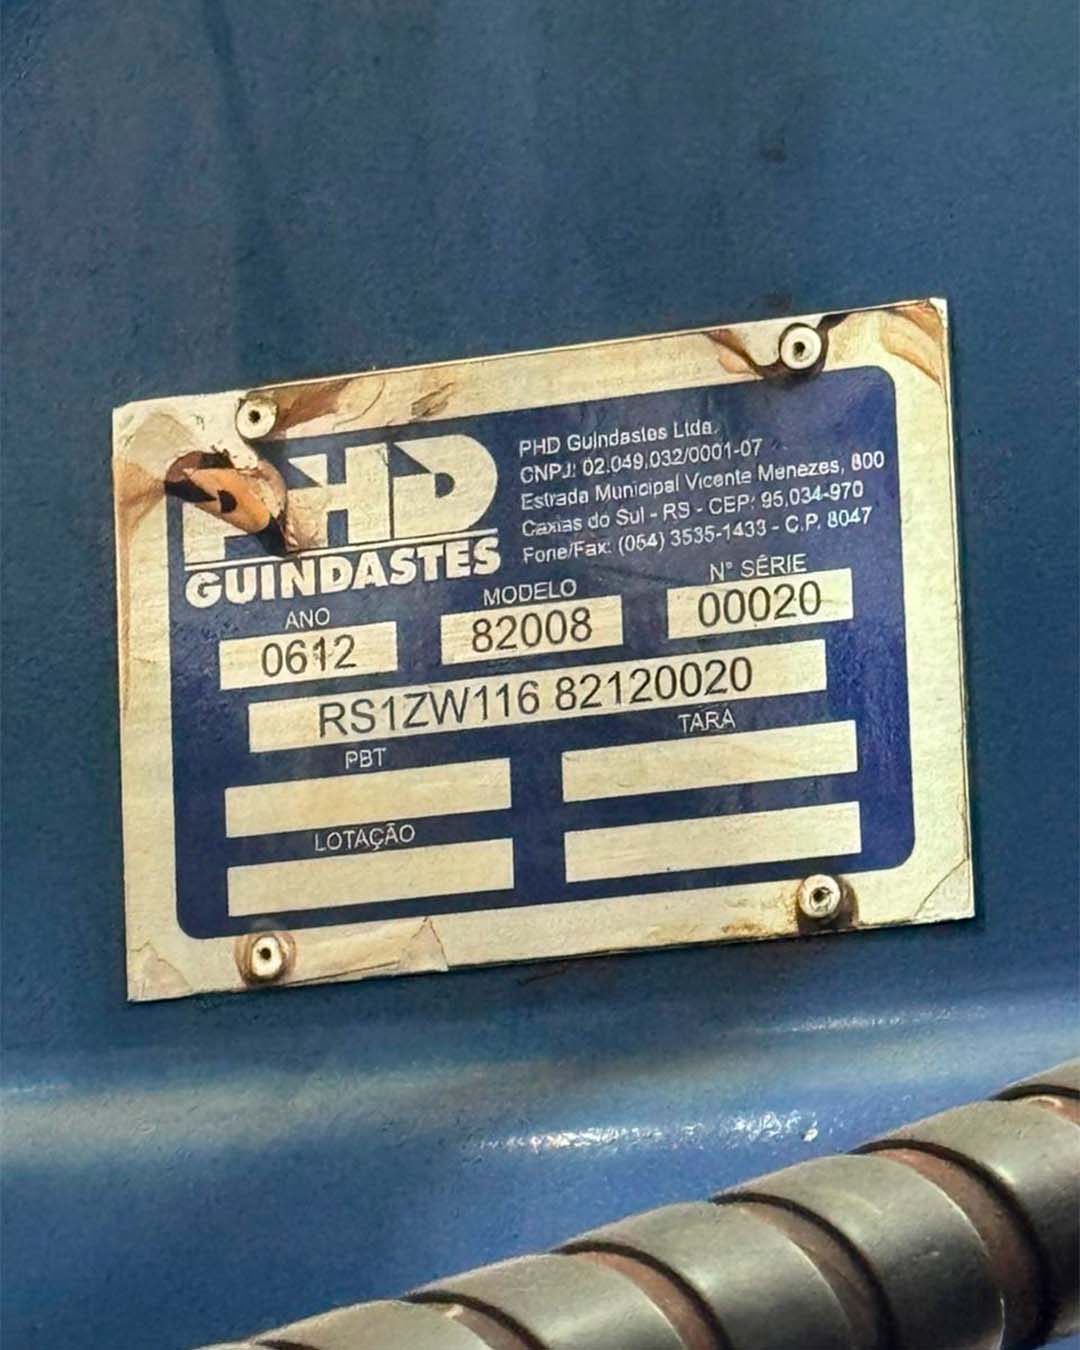 PHD
GUINDASTES
PHD Guindastes Ltda.
CNPJ: 02.049.032/0001-07
Estrada Municipal Vicente Menezes, 800
Caxias do Sul - RS - CEP: 95.034-970
Fone/Fax: (054) 3535-1433 - C.P. 8047
ANO MODELO N° SÉRIE
0612 82008 00020
RS1ZW116 82120020
PBT TARA
LOTAÇÃO